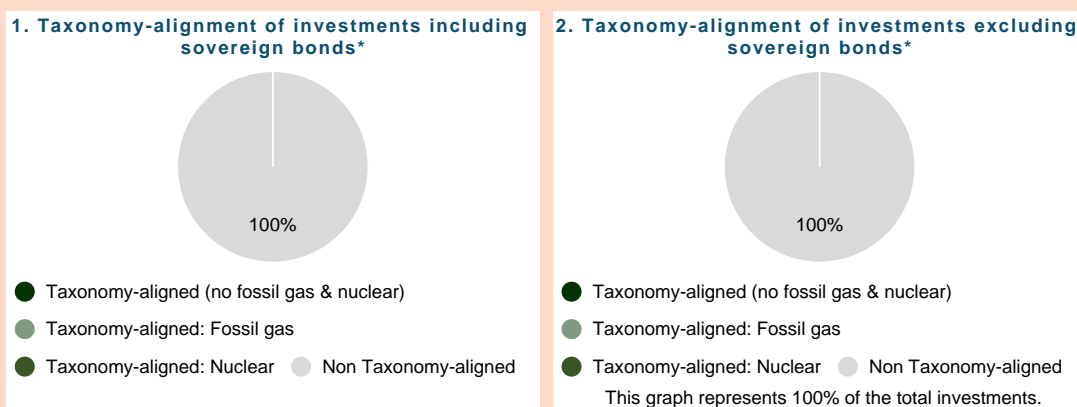 1. Taxonomy-alignment of investments including
sovereign bonds*
100%
Taxonomy-aligned (no fossil gas & nuclear)
Taxonomy-aligned: Fossil gas
Taxonomy-aligned: Nuclear
Non Taxonomy-aligned
2. Taxonomy-alignment of investments excluding
sovereign bonds*
100%
Taxonomy-aligned (no fossil gas & nuclear)
Taxonomy-aligned: Fossil gas
Taxonomy-aligned: Nuclear
Non Taxonomy-aligned
This graph represents 100% of the total investments.